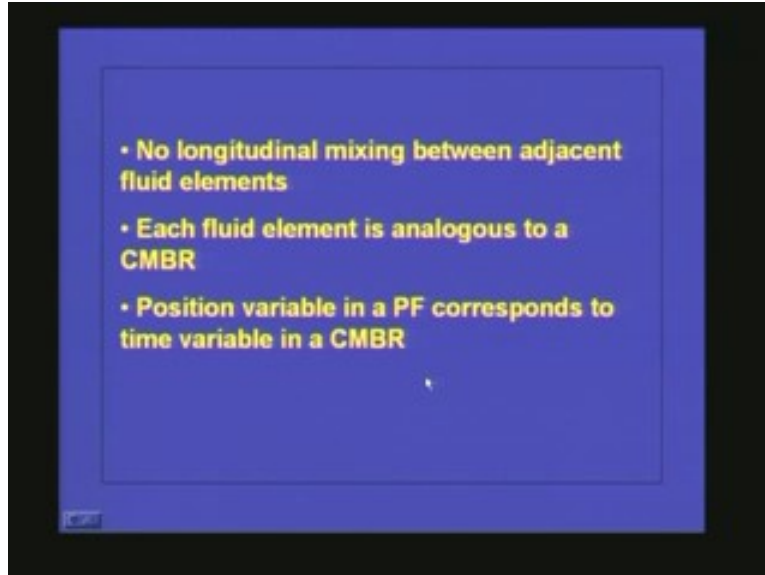 • No longitudinal mixing between adjacent
fluid elements
• Each fluid element is analogous to a
CMBR
• Position variable in a PF corresponds to
time variable in a CMBR